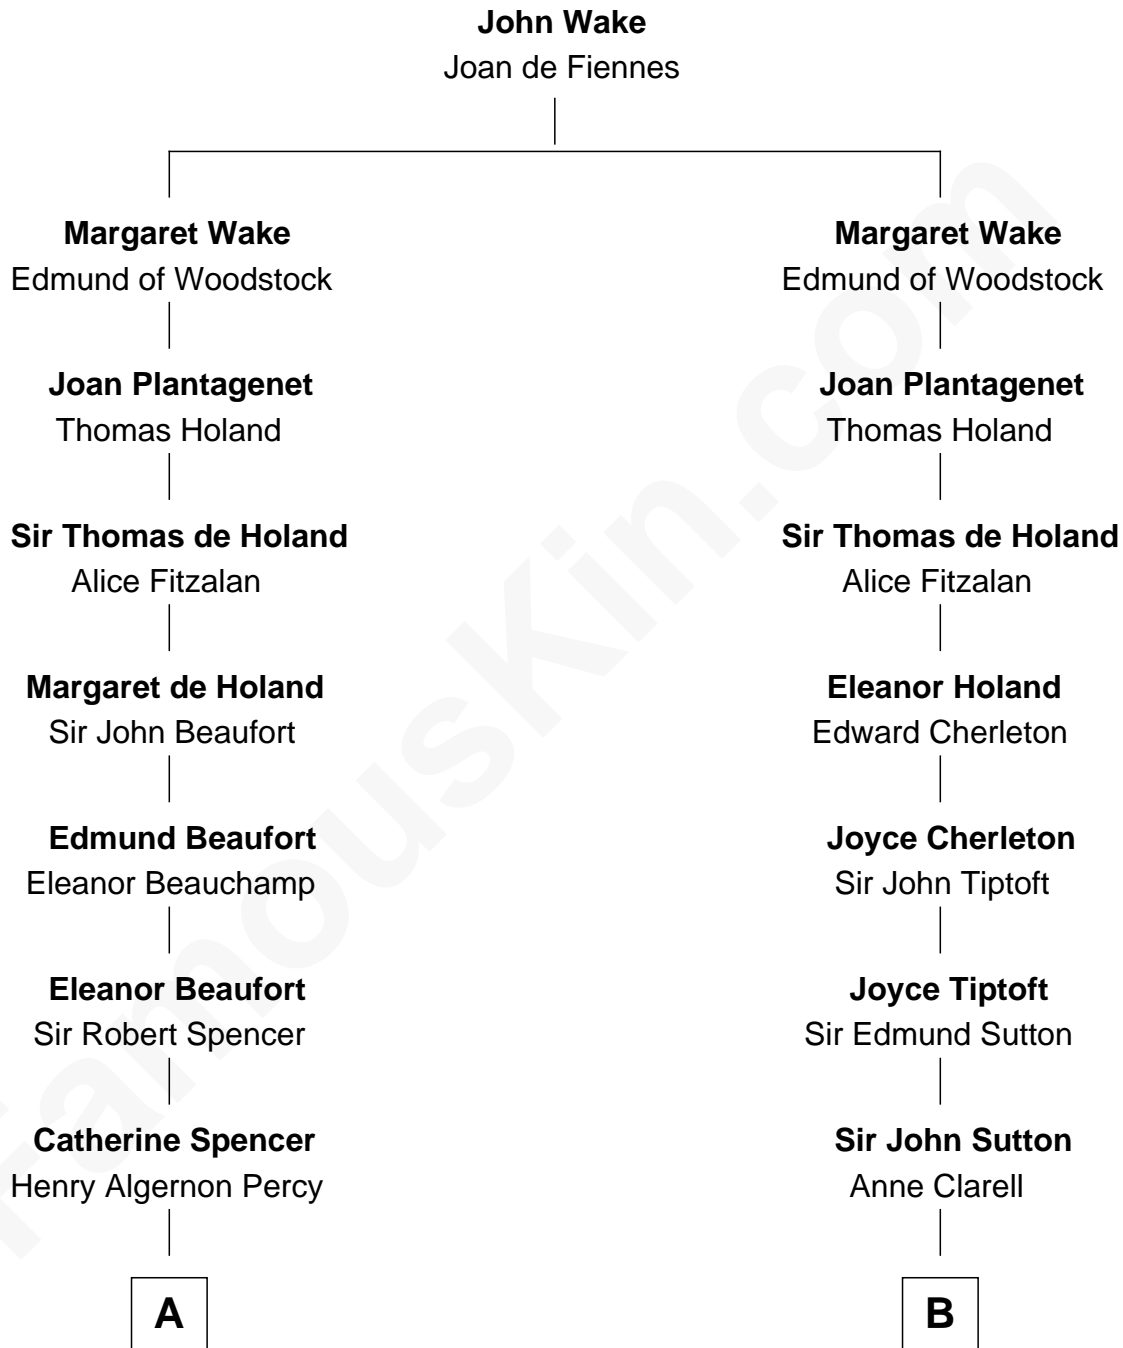 John Wake
Joan de Fiennes
Margaret Wake
Edmund of Woodstock
Joan Plantagenet
Thomas Holand
Sir Thomas de Holand
Alice Fitzalan
Margaret de Holand
Sir John Beaufort
Edmund Beaufort
Eleanor Beauchamp
Eleanor Beaufort
Sir Robert Spencer
Catherine Spencer
Henry Algernon Percy
A
Margaret Wake
Edmund of Woodstock
Joan Plantagenet
Thomas Holand
Sir Thomas de Holand
Alice Fitzalan
Eleanor Holand
Edward Cherleton
Joyce Cherleton
Sir John Tiptoft
Joyce Tiptoft
Sir Edmund Sutton
Sir John Sutton
Anne Clarell
B
FamousKin.com